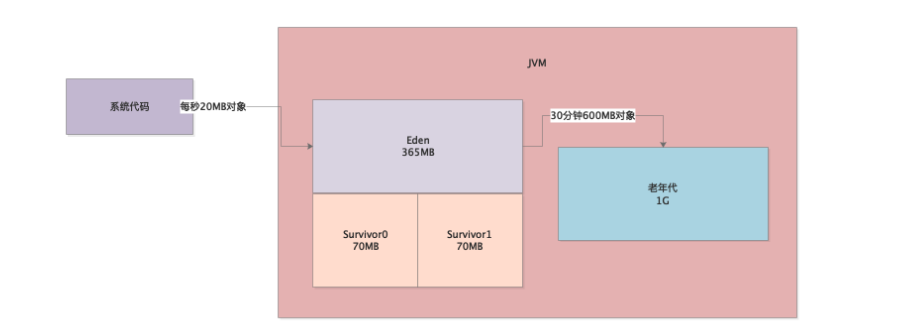 JVM
系统代码
每秒20MB对象
Eden
365MB
30分钟600MB对象
老年代
1G
Survivor0
70MB
Survivor1
70MB